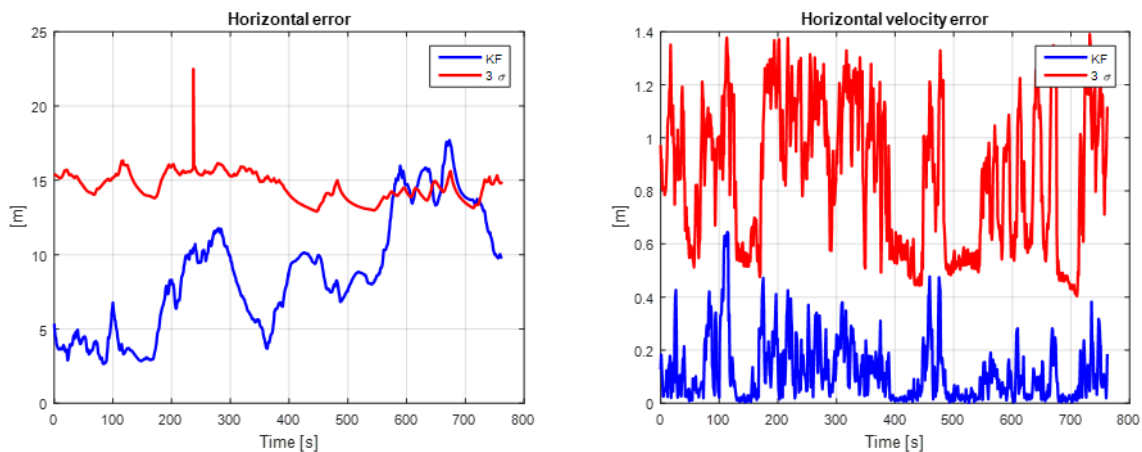 Horizontal error
25
20
15
10
5
0
[m]
KF
3 σ
0 100 200 300 400 500 600 700 800
Time [s]
Horizontal velocity error
1.4
1.2
1
0.8
0.6
0.4
0.2
0
[m]
KF
3 σ
0 100 200 300 400 500 600 700 800
Time [s]